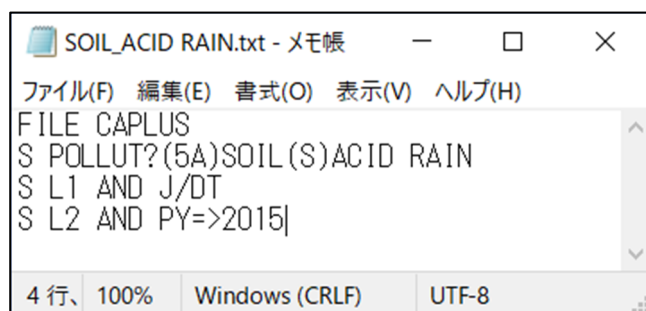 SOIL_ACID RAIN.txt - メモ帳
ファイル(F) 編集(E) 書式(O) 表示(V) ヘルプ(H)
FILE CAPLUS
S POLLUT?(5A)SOIL(S)ACID RAIN
S L1 AND J/DT
S L2 AND PY=>2015
4 行、 100% Windows (CRLF) UTF-8